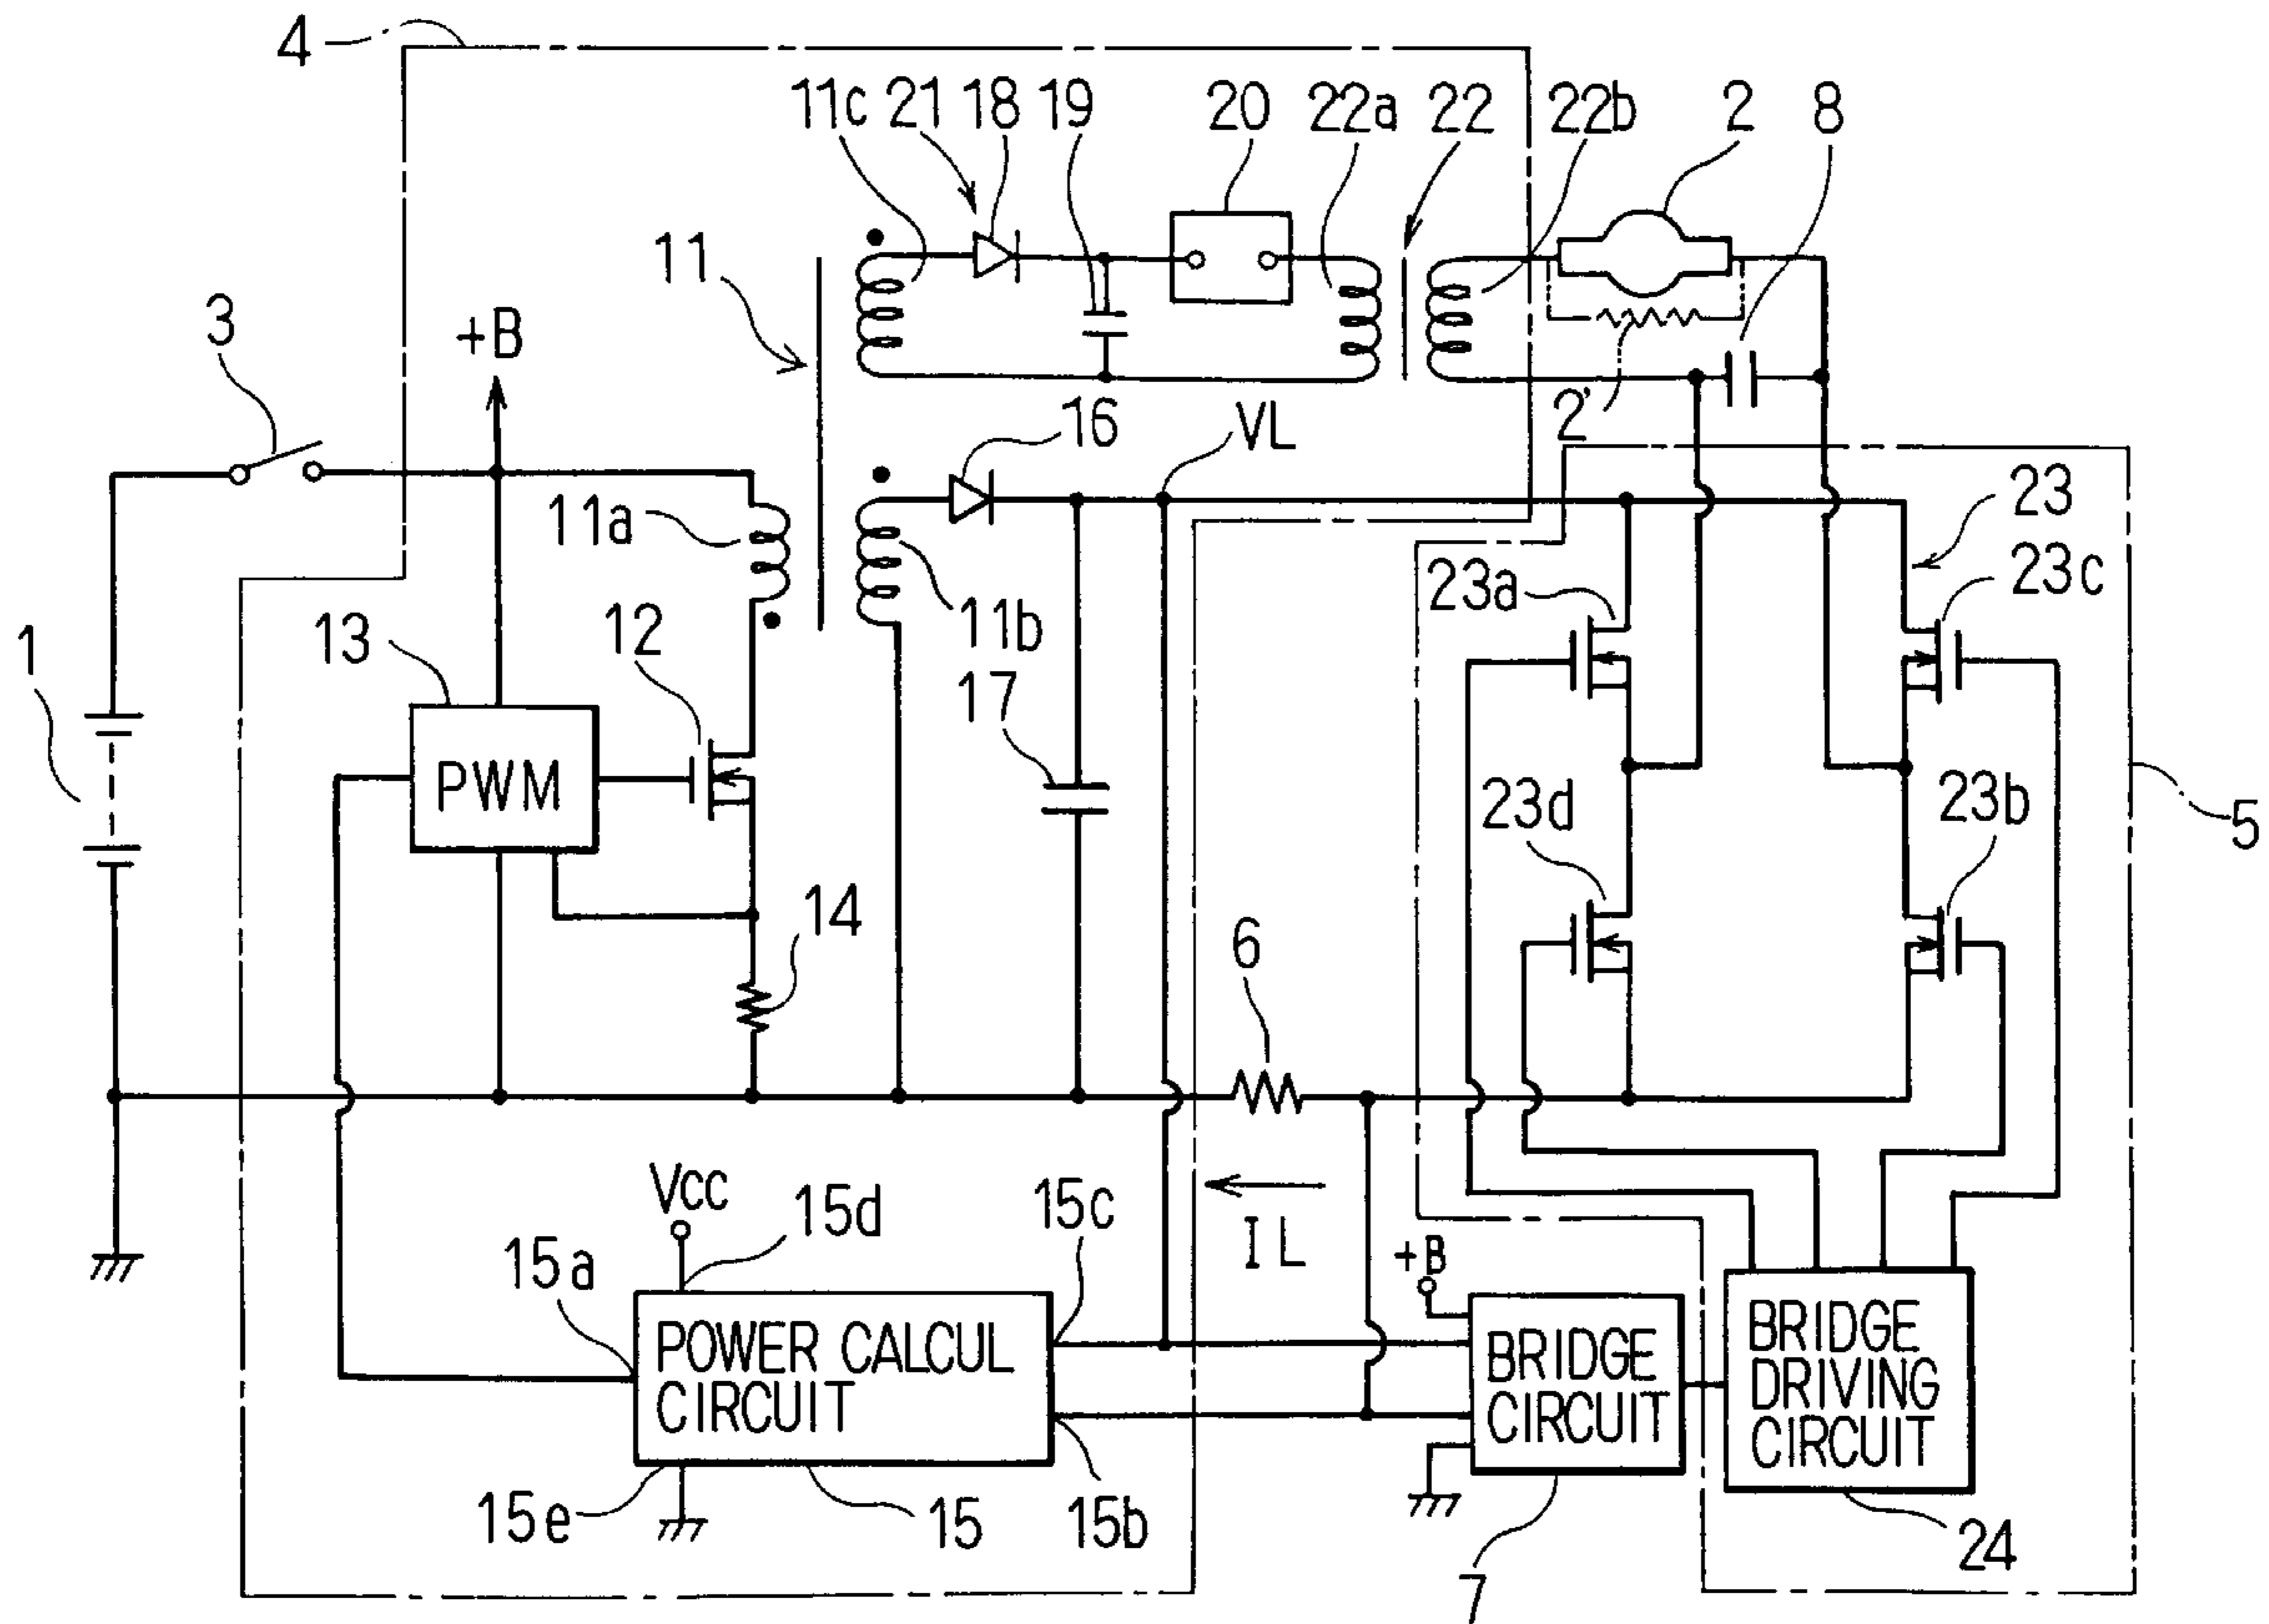 4
11c 21 18 19 20 22a 22 22b 2 8
11
3
+B
2'
16 VL
11a
23
23c
23a
11b
1
13
12
17
PWM
23d
23b
5
14
6
Vcc
15d
15c
IL
15a
+B
POWER CALCUL
CIRCUIT
BRIDGE
CIRCUIT
BRIDGE
DRIVING
CIRCUIT
15e
15
15b
24
7